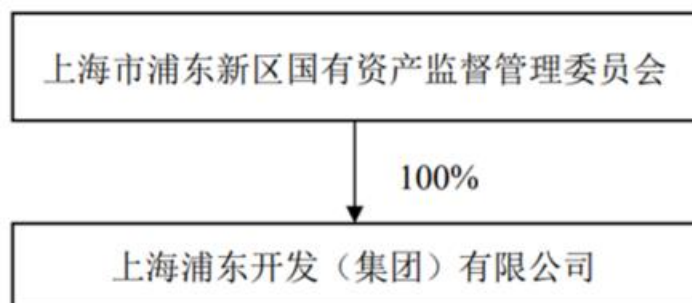 上海市浦东新区国有资产监督管理委员会
100%
上海浦东开发（集团）有限公司